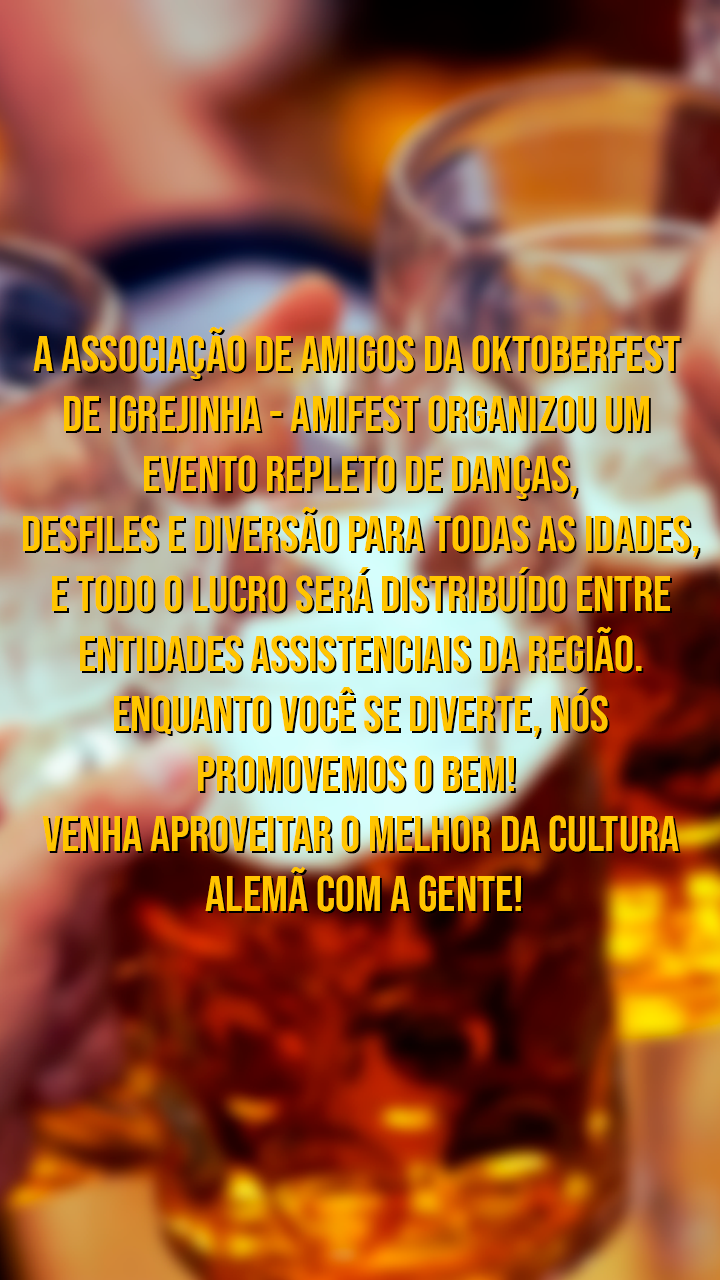 A ASSOCIAÇÃO DE AMIGOS DA OKTOBERFEST
DE IGREJINHA - AMIFEST ORGANIZOU UM
EVENTO REPLETO DE DANÇAS,
DESFILES E DIVERSÃO PARA TODAS AS IDADES,
E TODO O LUCRO SERÁ DISTRIBUÍDO ENTRE
ENTIDADES ASSISTENCIAIS DA REGIÃO.
ENQUANTO VOCÊ SE DIVERTE, NÓS
PROMOVEMOS O BEM!
VENHA APROVEITAR O MELHOR DA CULTURA
ALEMÃ COM A GENTE!